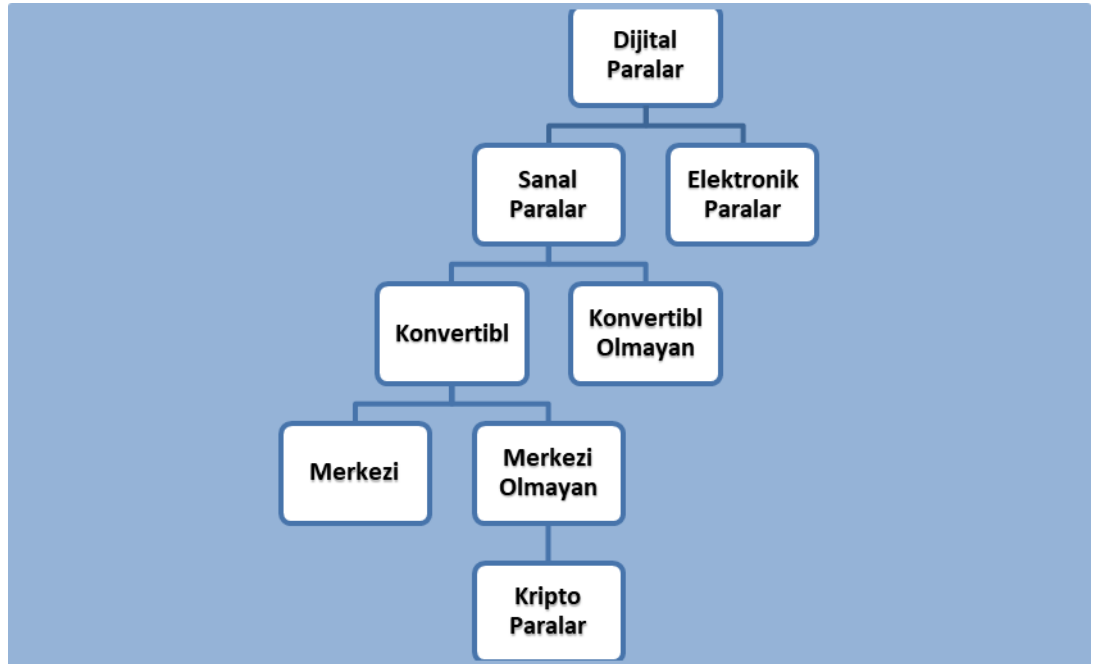 Dijital
Paralar
Sanal
Paralar
Elektronik
Paralar
Konvertibl
Konvertibl
Olmayan
Merkezi
Merkezi
Olmayan
Kripto
Paralar